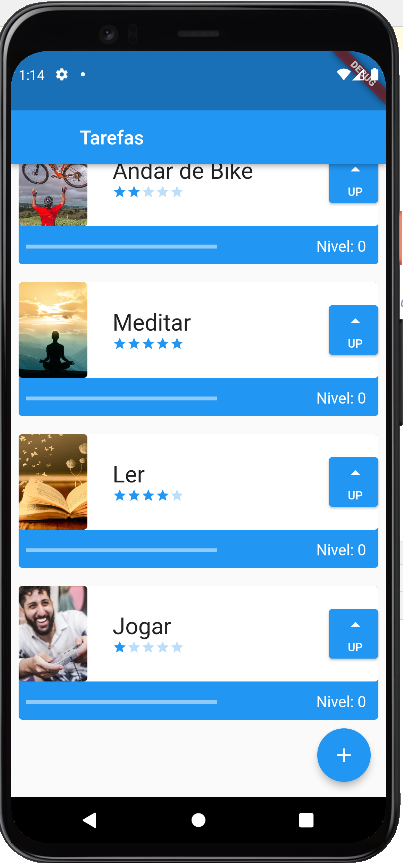 1:14
DEBUG
Tarefas
Andar de Bike
UP
Nivel: 0
Meditar
UP
Nivel: 0
Ler
UP
Nivel: 0
Jogar
UP
Nivel: 0